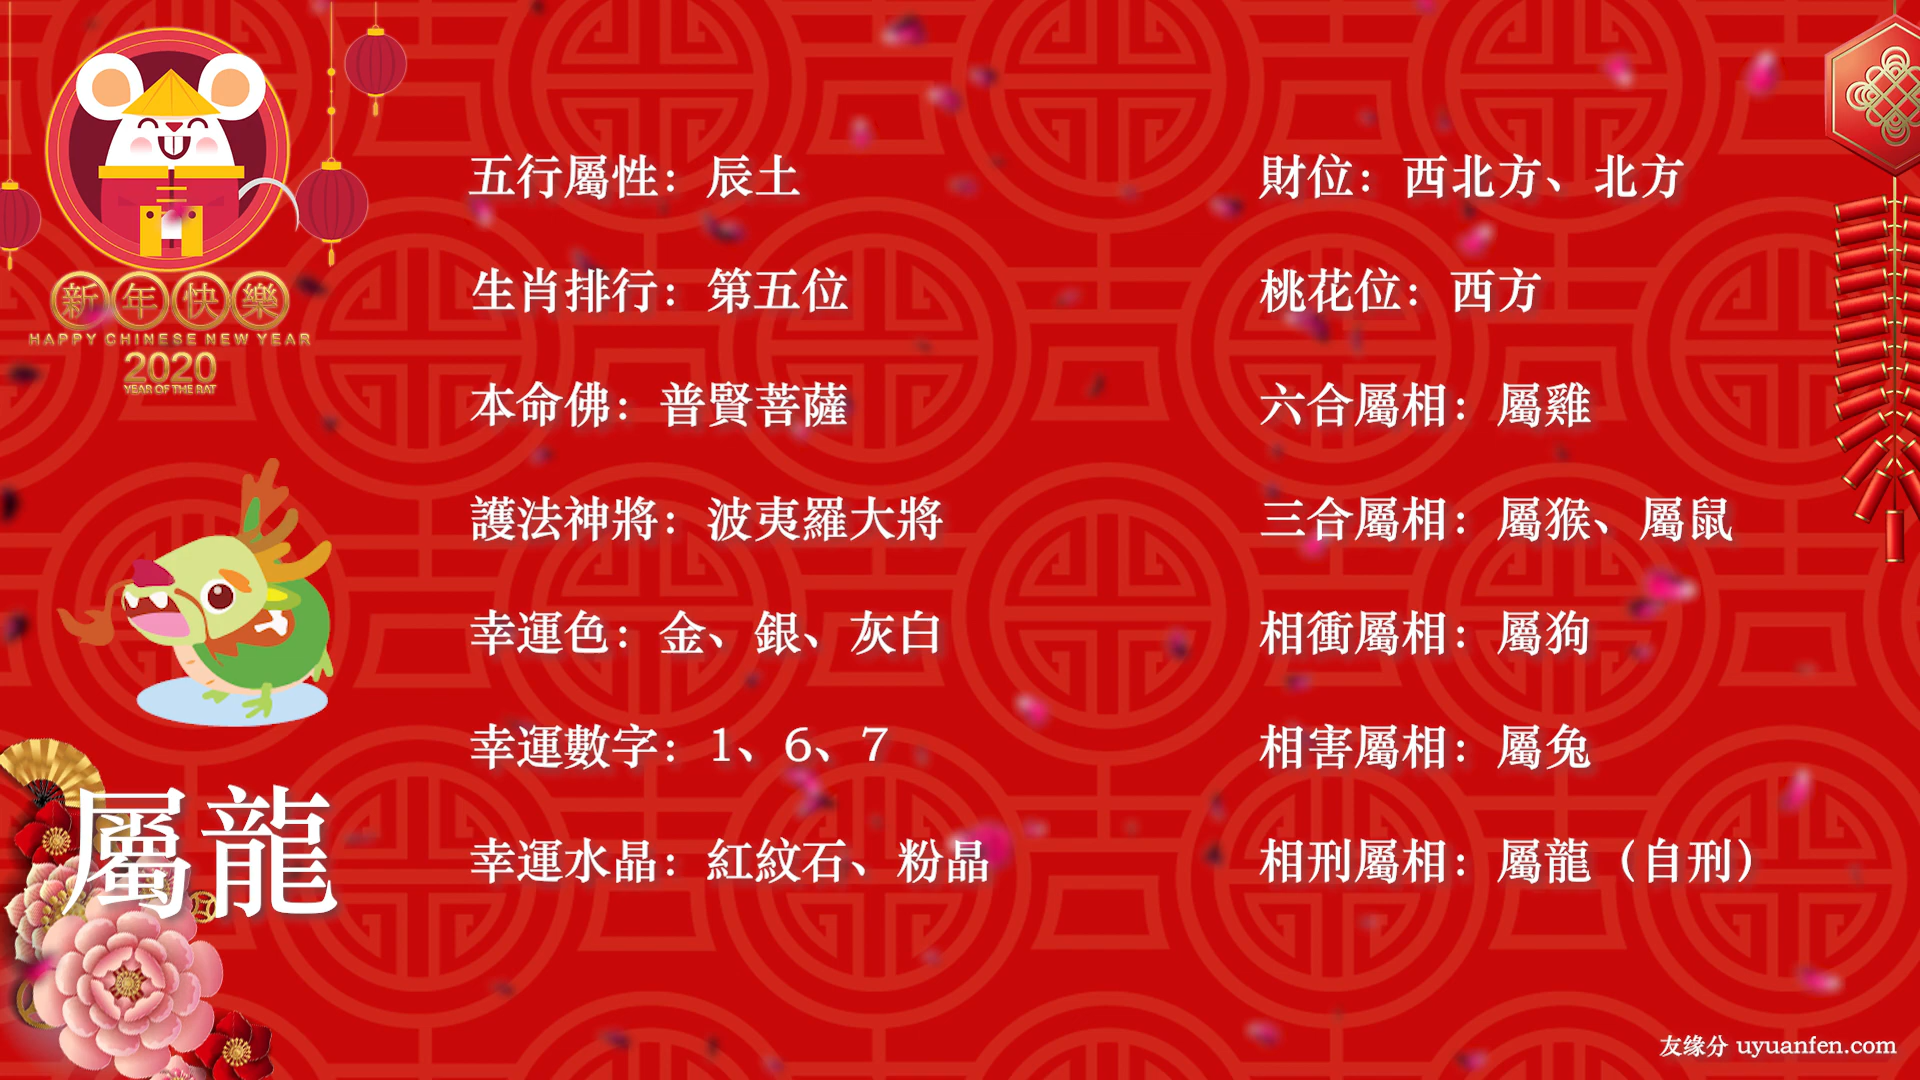 新年快樂
HAPPY CHINESE NEW YEAR
2020
YEAR OF THE RAT
屬龍
五行屬性：辰土
生肖排行：第五位
本命佛：普賢菩薩
護法神將：波夷羅大將
幸運色：金、銀、灰白
幸運數字：1、6、7
幸運水晶：紅紋石、粉晶
財位：西北方、北方
桃花位：西方
六合屬相：屬雞
三合屬相：屬猴、屬鼠
相衝屬相：屬狗
相害屬相：屬兔
相刑屬相：屬龍（自刑）
友缘分 uyuanfen.com